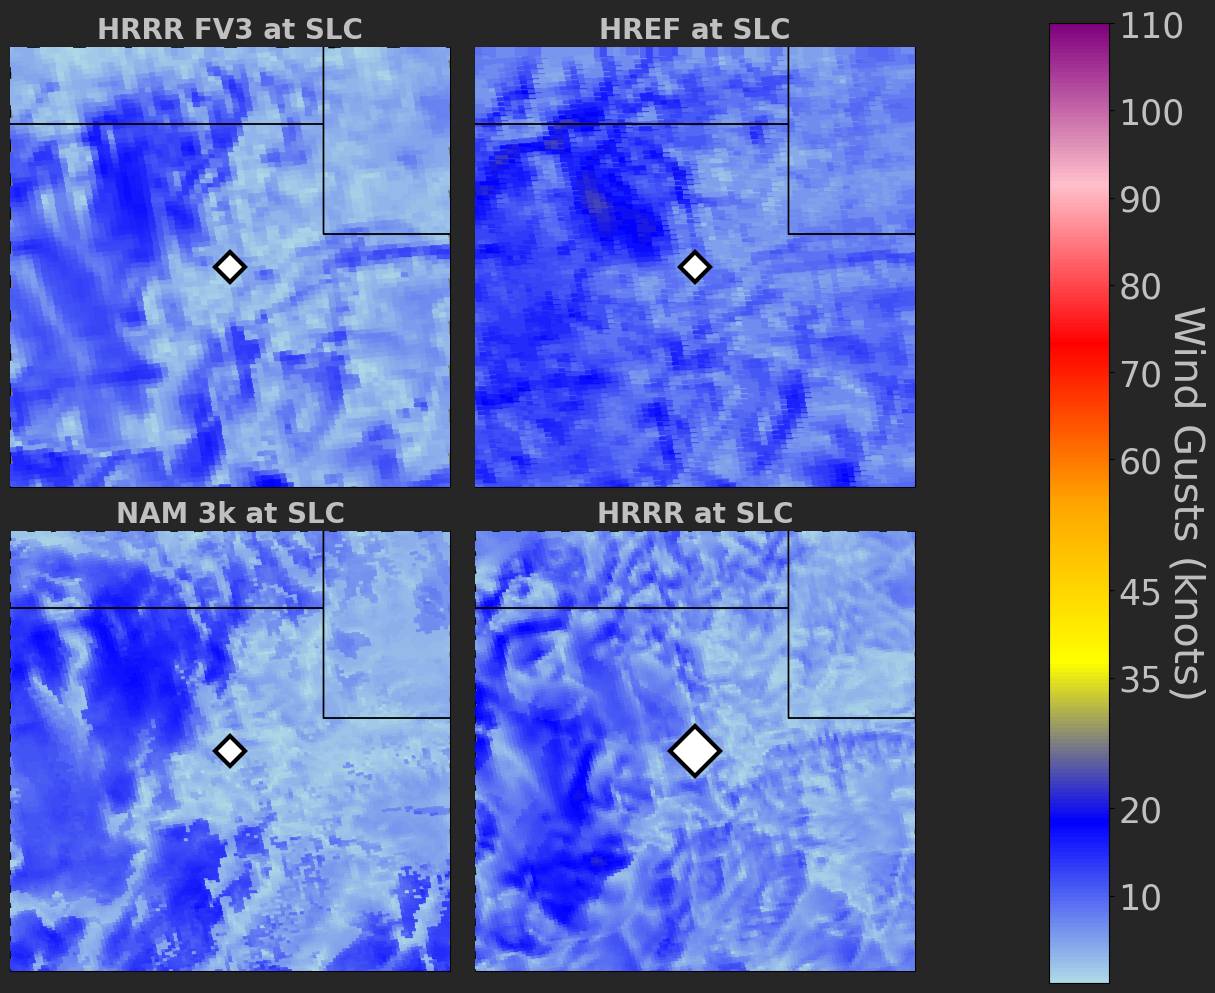 HRRR FV3 at SLC
HREF at SLC
NAM 3k at SLC
HRRR at SLC
110
100
90
80
70
60
45
35
20
10
Wind Gusts (knots)